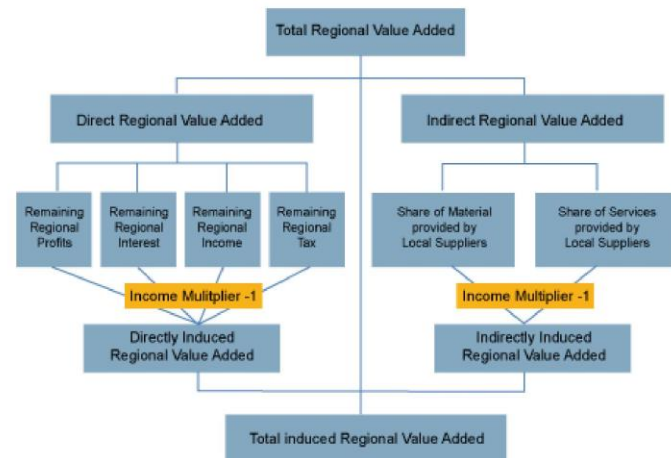 Total Regional Value Added
Direct Regional Value Added
Indirect Regional Value Added
Remaining
Regional
Profits
Remaining
Regional
Interest
Remaining
Regional
Income
Remaining
Regional
Tax
Share of Material
provided by
Local Suppliers
Share of Services
provided by
Local Suppliers
Income Mulitplier -1
Income Multiplier -1
Directly Induced
Regional Value Added
Indirectly Induced
Regional Value Added
Total induced Regional Value Added